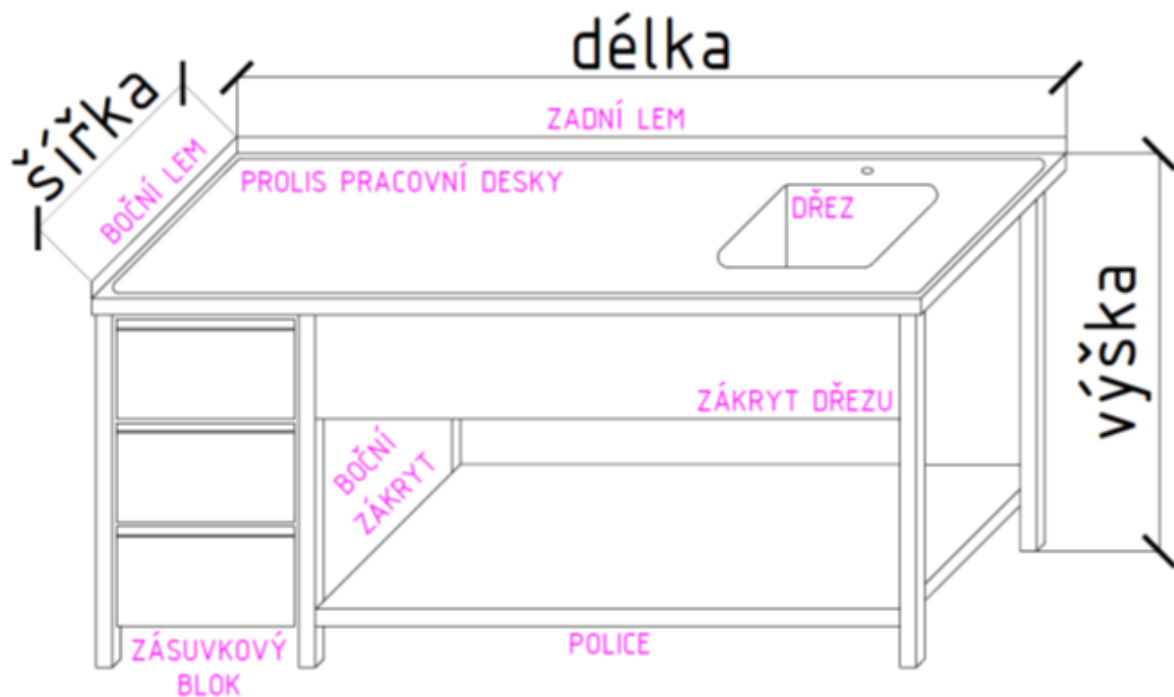 délka
šířka
ZADNÍ LEM
BOČNÍ LEM
PROLIS PRACOVNÍ DESKY
DŘEZ
výška
ZÁKRYT DŘEZU
BOČNÍ
ZÁKRYT
ZÁSUVKOVÝ
BLOK
POLICE